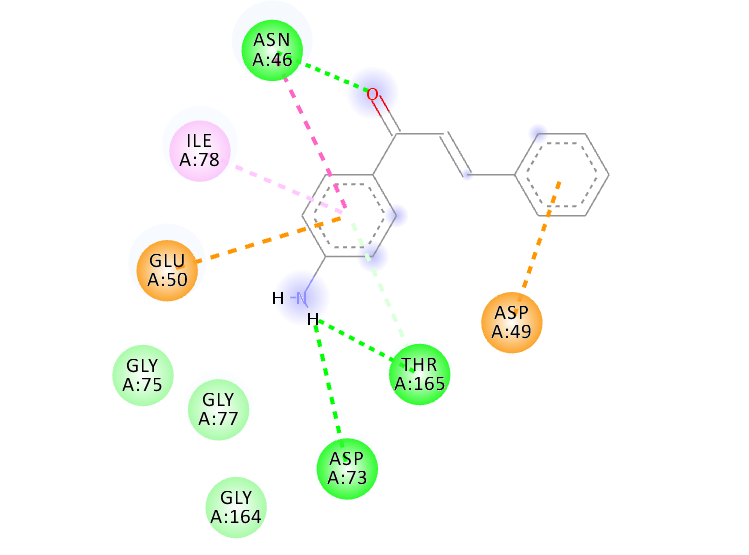 ASN
A:46
O
ILE
A:78
GLU
A:50
H N
H
ASP
A:49
GLY
A:75
THR
A:165
GLY
A:77
ASP
A:73
GLY
A:164